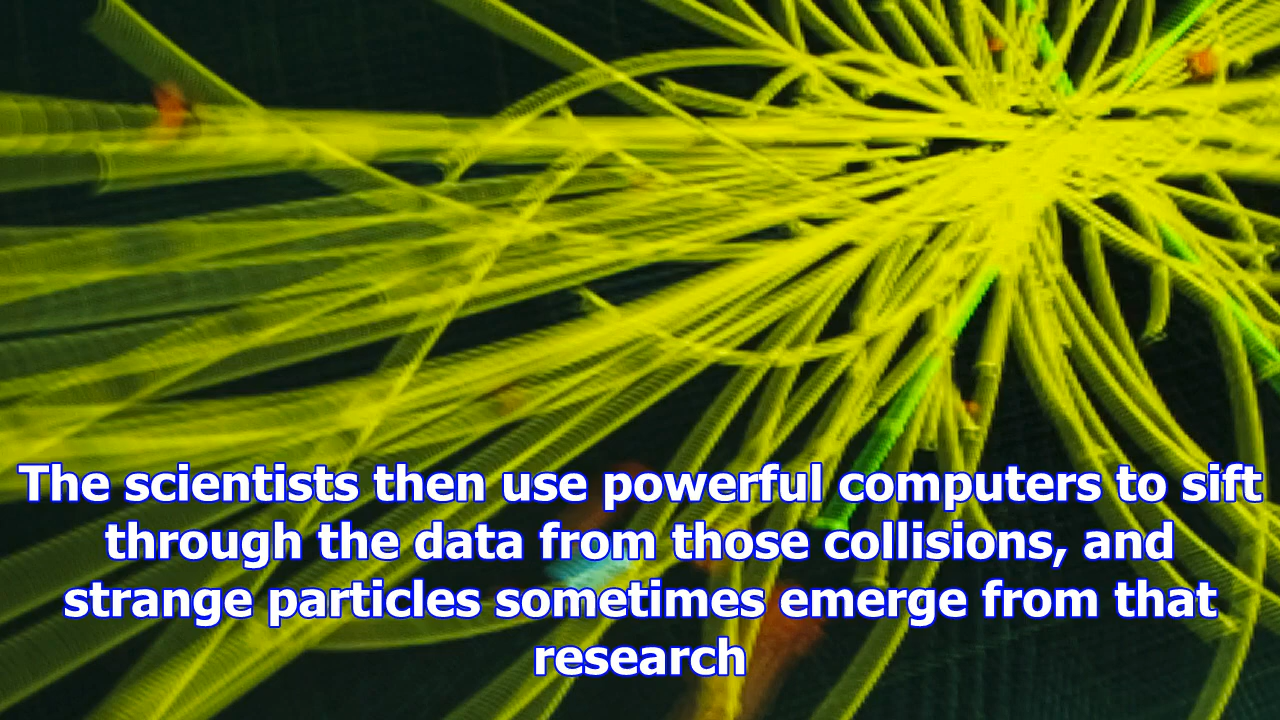 The scientists then use powerful computers to sift
through the data from those collisions, and
strange particles sometimes emerge from that
research